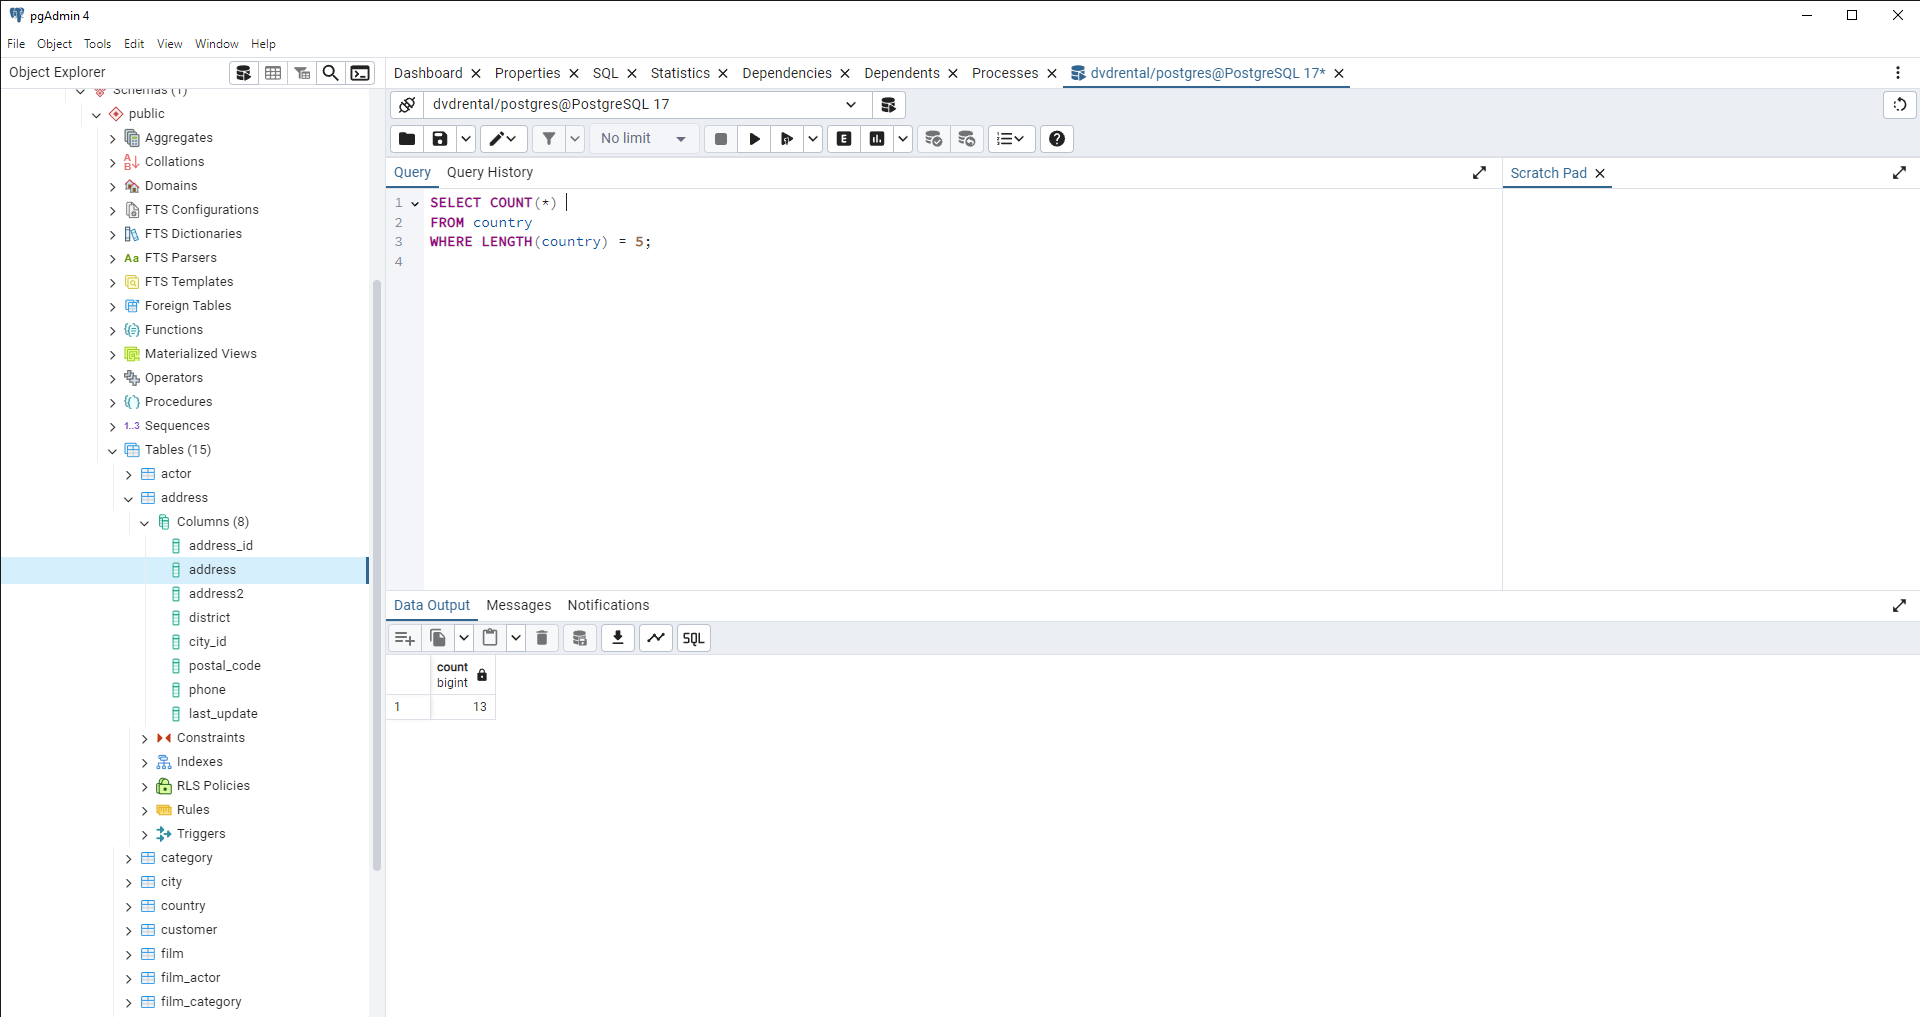 pgAdmin 4
File Object Tools Edit View Window Help
Object Explorer
Dashboard Properties SQL Statistics Dependencies Dependents Processes dvdrental/postgres@PostgreSQL 17*
dvdrental/postgres@PostgreSQL 17
No limit
E
Query Query History
Scratch Pad
1 SELECT COUNT(*)
2 FROM country
3 WHERE LENGTH(country) = 5;
4
Schemas (1)
public
Aggregates
Collations
Domains
FTS Configurations
FTS Dictionaries
Aa FTS Parsers
FTS Templates
Foreign Tables
Functions
Materialized Views
Operators
Procedures
1..3 Sequences
Tables (15)
actor
address
Columns (8)
address_id
address
address2
district
city_id
postal_code
phone
last_update
Constraints
Indexes
RLS Policies
Rules
Triggers
category
city
country
customer
film
film_actor
film_category
Data Output Messages Notifications
SQL
count
bigint
1 13